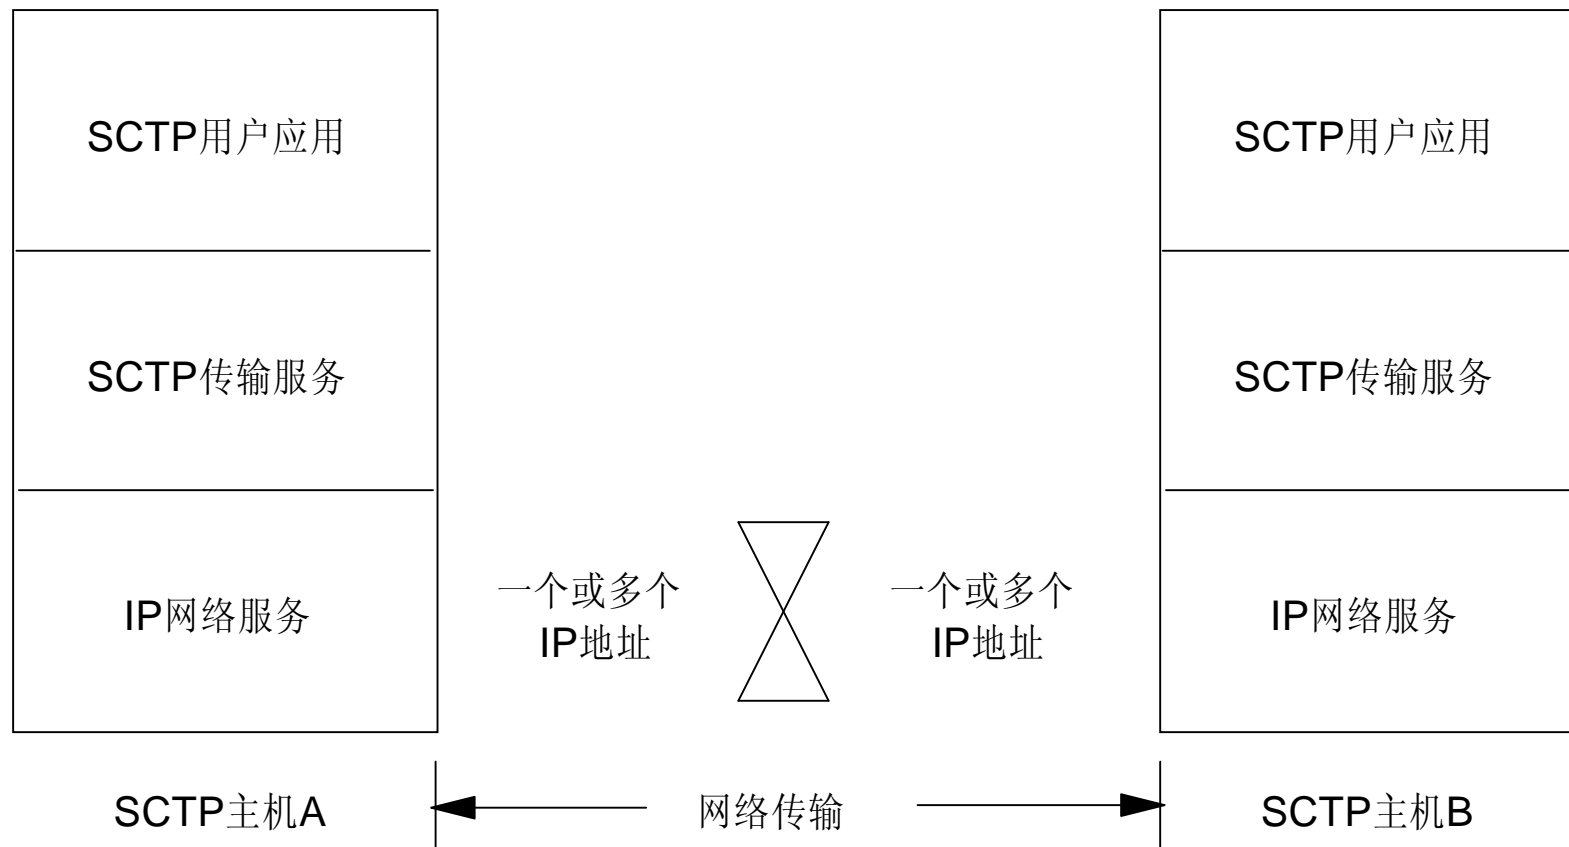 SCTP用户应用
SCTP用户应用
SCTP传输服务
SCTP传输服务
IP网络服务
一个或多个
IP地址
一个或多个
IP地址
IP网络服务
SCTP主机A
网络传输
SCTP主机B